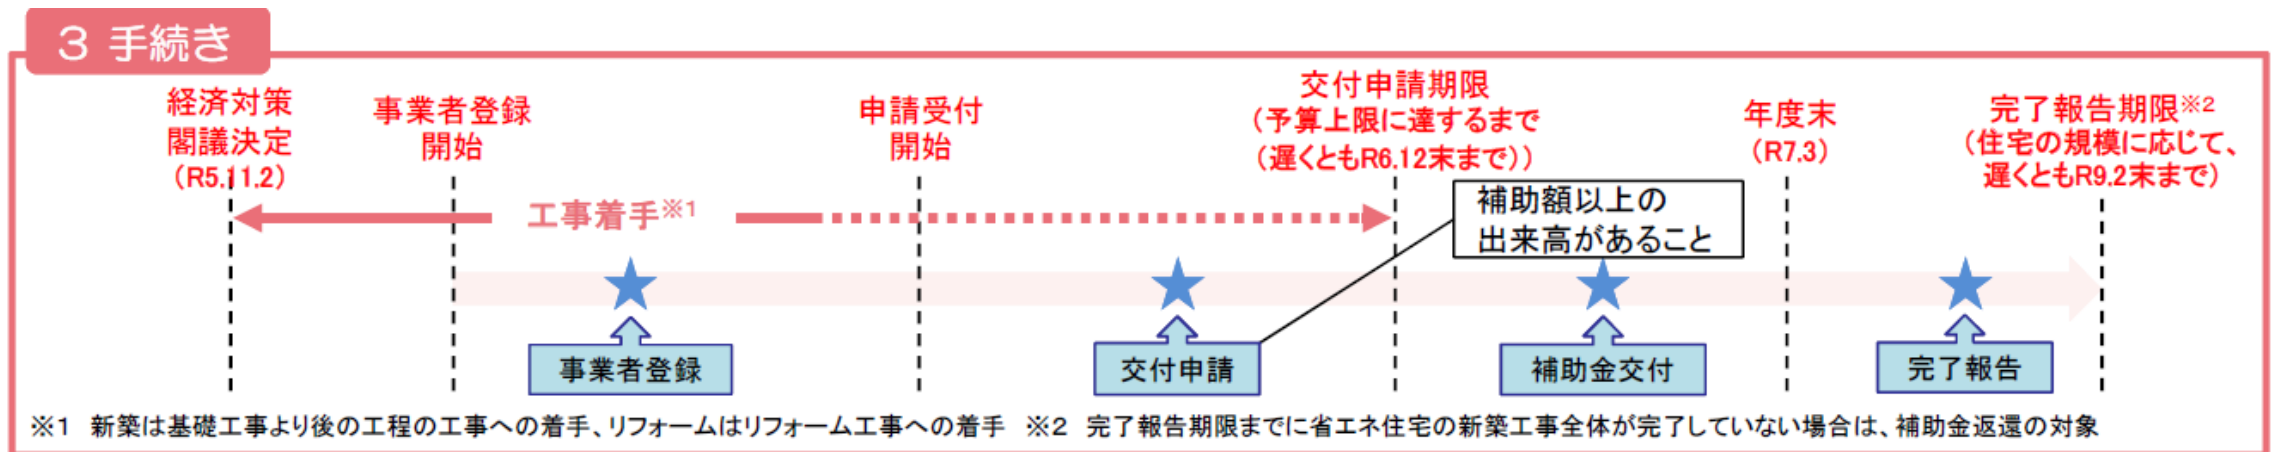 3 手続き
経済対策
閣議決定
(R5.11.2)
事業者登録
開始
申請受付
開始
交付申請期限
(予算上限に達するまで
(遅くともR6.12末まで))
年度末
(R7.3)
完了報告期限※2
(住宅の規模に応じて、
遅くともR9.2末まで)
工事着手※1
補助額以上の
出来高があること
事業者登録
交付申請
補助金交付
完了報告
※1 新築は基礎工事より後の工程の工事への着手、リフォームはリフォーム工事への着手 ※2 完了報告期限までに省エネ住宅の新築工事全体が完了していない場合は、補助金返還の対象